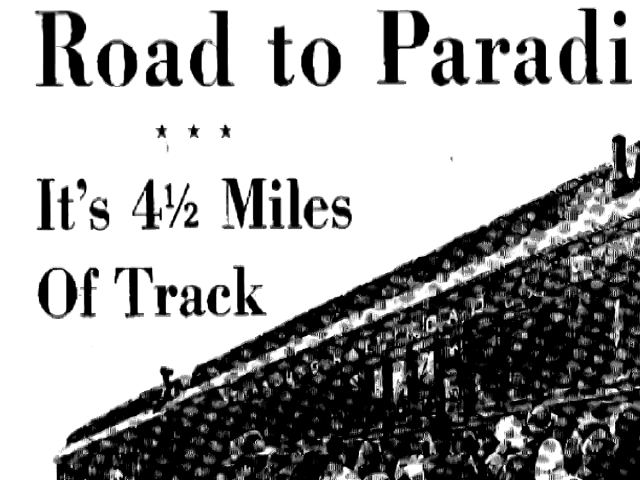 Road to Paradi
★ ★ ★
It's 4½ Miles
Of Track